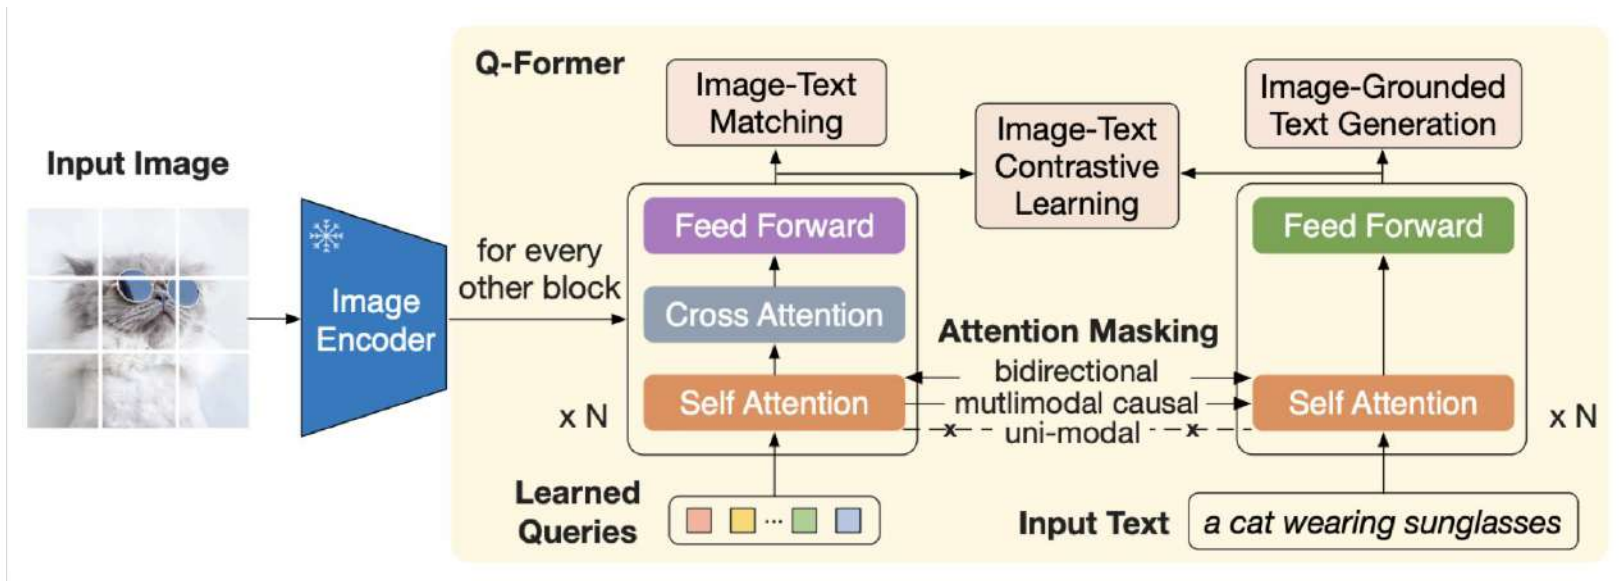 Q-Former
Input Image
Image-Text
Matching
Image-Text
Contrastive
Learning
Image-Grounded
Text Generation
Image
Encoder
for every
other block
Feed Forward
Cross Attention
Self Attention
x N
Attention Masking
bidirectional
mutlimodal causal
x uni-modal x
Feed Forward
Self Attention
x N
Learned
Queries
...
Input Text
a cat wearing sunglasses